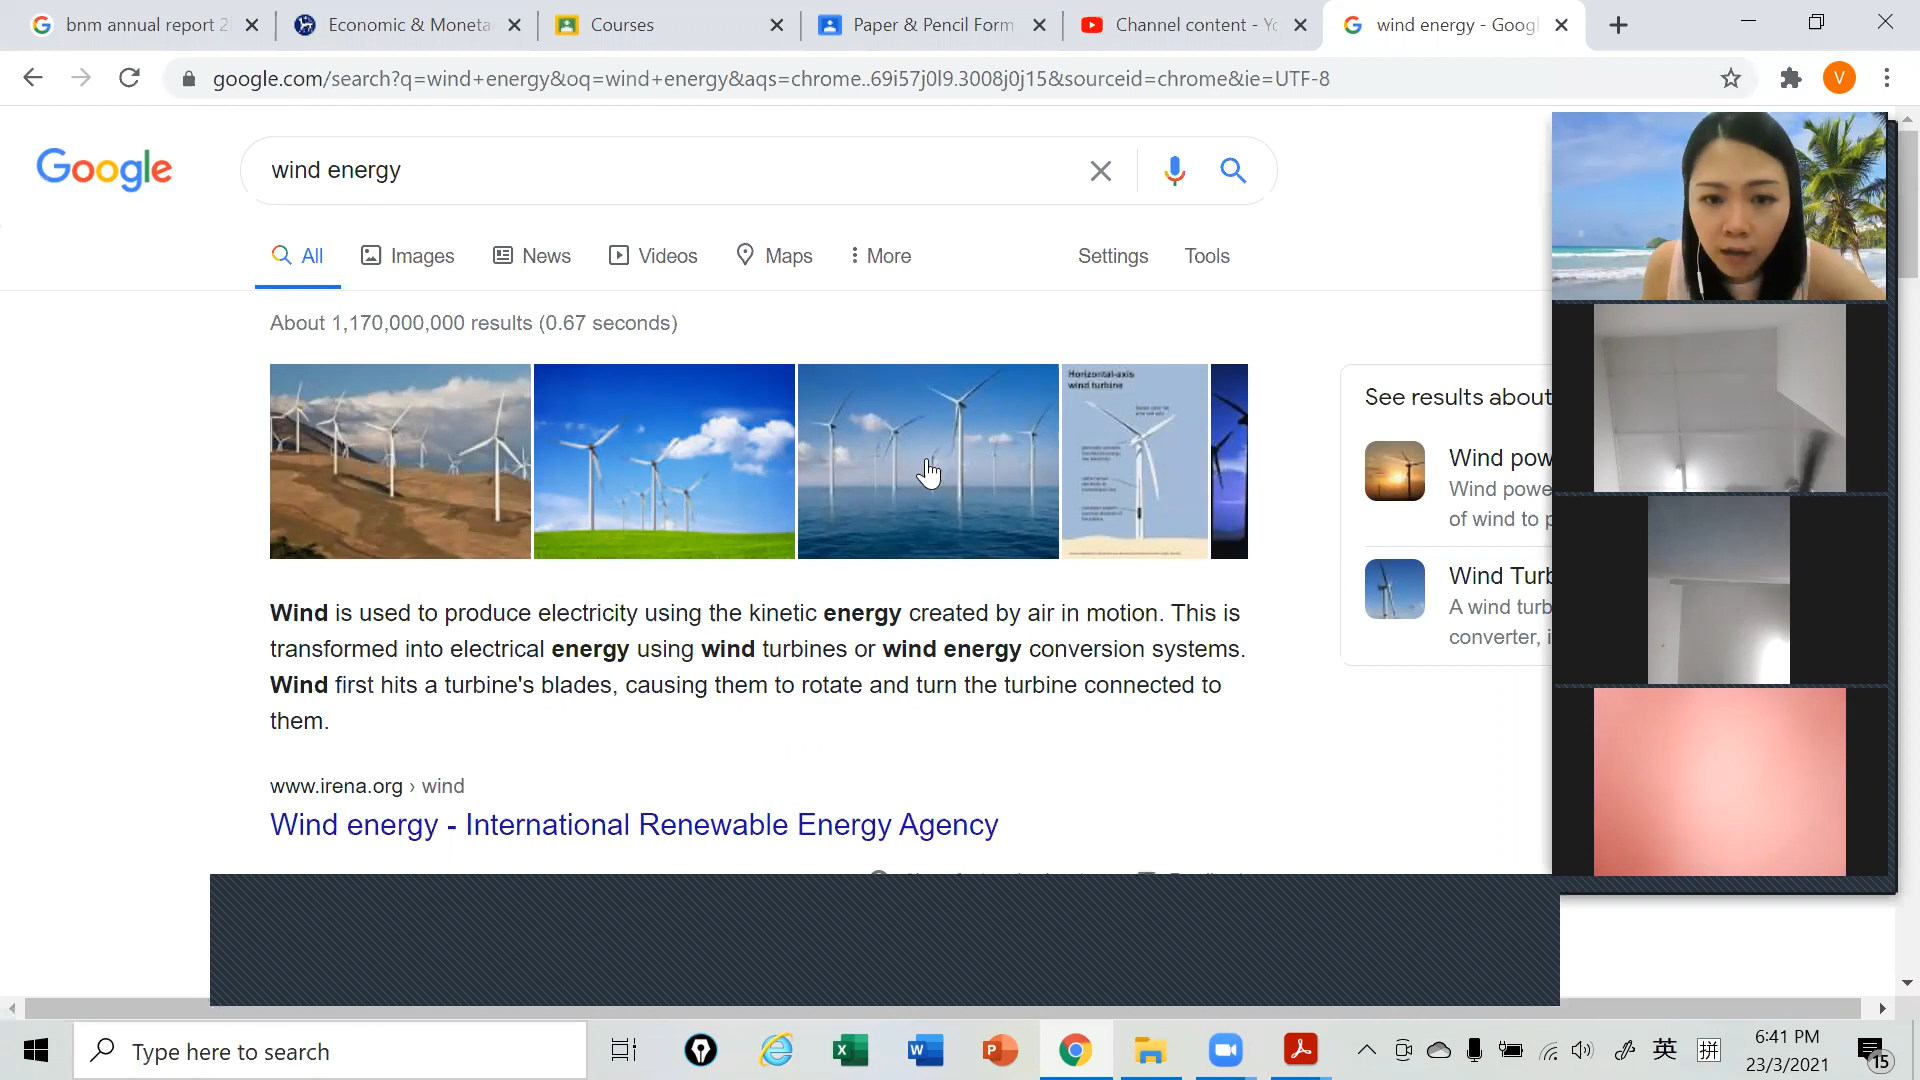 bnm annual report 2
Economic & Moneta
Courses
Paper & Pencil Form
Channel content - Yo
wind energy - Googl
google.com/search?q=wind+energy&oq=wind+energy&aqs=chrome..69i57j0l9.3008j0j15&sourceid=chrome&ie=UTF-8
V
Google
wind energy
All
Images
News
Videos
Maps
More
Settings
Tools
About 1,170,000,000 results (0.67 seconds)
Horizontal-axis
wind turbine
See results about
Wind pow
Wind powe
of wind to p
Wind Turb
A wind turb
converter, i
Wind is used to produce electricity using the kinetic energy created by air in motion. This is
transformed into electrical energy using wind turbines or wind energy conversion systems.
Wind first hits a turbine's blades, causing them to rotate and turn the turbine connected to
them.
www.irena.org › wind
Wind energy - International Renewable Energy Agency
Type here to search
英
拼
6:41 PM
23/3/2021
15